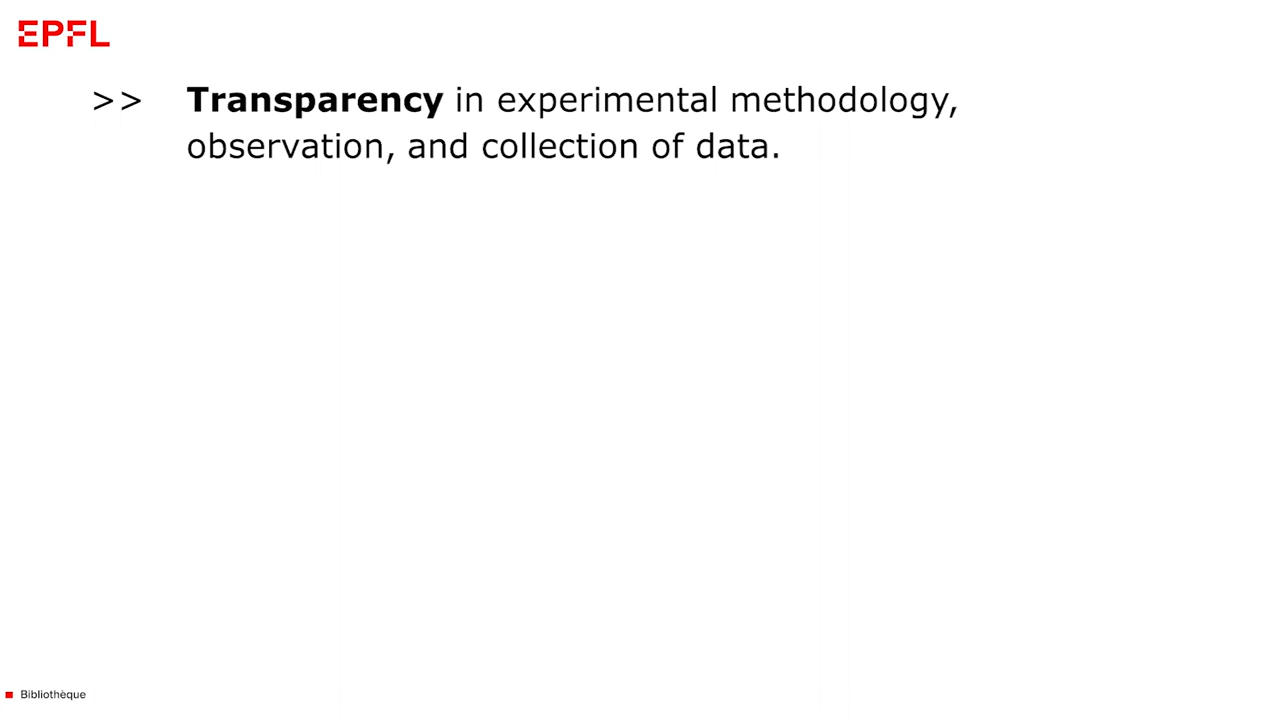 EPFL
>> Transparency in experimental methodology,
observation, and collection of data.
Bibliothèque